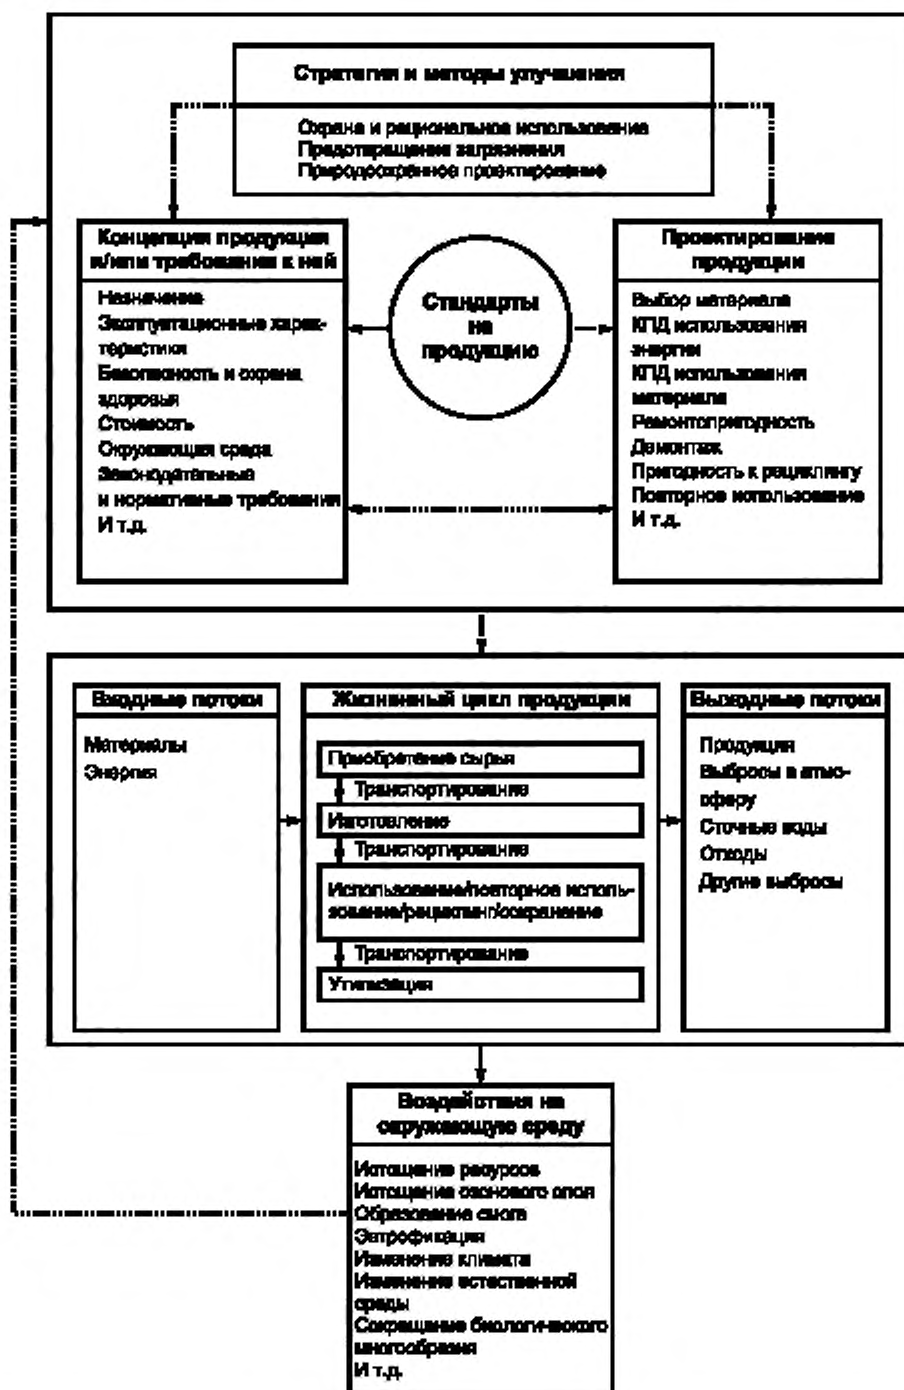 Стратегия и методы улучшения
Охрана и рациональное использование
Предотвращение загрязнения
Природоохранное проектирование
Концепция продукции
и/или требования к ней
Назначение
Эксплуатационные харак-
теристики
Безопасность и охрана
здоровья
Стоимость
Окружающая среда
Законодательные
и нормативные требования
И т.д.
Стандарты
на
продукцию
Проектирование
продукции
Выбор материала
КПД использования
энергии
КПД использования
материала
Ремонтопригодность
Демонтаж
Пригодность к рециклингу
Повторное использование
И т.д.
Входные потоки
Материалы
Энергия
Жизненный цикл продукции
Приобретение сырья
Транспортирование
Изготовление
Транспортирование
Использование/повторное исполь-
зование/рециклинг/сохранение
Транспортирование
Утилизация
Выходные потоки
Продукция
Выбросы в атмо-
сферу
Сточные воды
Отходы
Другие выбросы
Воздействия на
окружающую среду
Истощение ресурсов
Истощение озонового слоя
Образование смога
Эвтрофикация
Изменение климата
Изменение естественной
среды
Сокращение биологического
многообразия
И т.д.